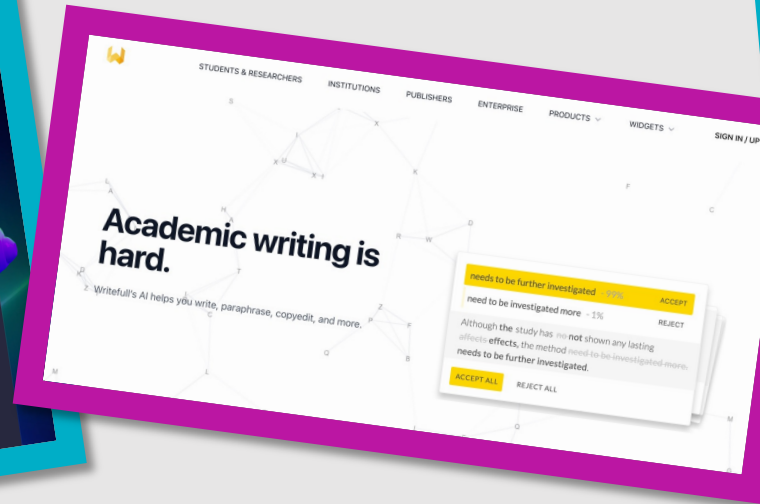 STUDENTS & RESEARCHERS INSTITUTIONS PUBLISHERS ENTERPRISE PRODUCTS WIDGETS SIGN IN / UP
Academic writing is
hard.
Writefull's AI helps you write, paraphrase, copyedit, and more.
needs to be further investigated - 99% ACCEPT
need to be investigated more - 1% REJECT
Although the study has no not shown any lasting
affects effects, the method need to be investigated more,
needs to be further investigated.
ACCEPT ALL REJECT ALL